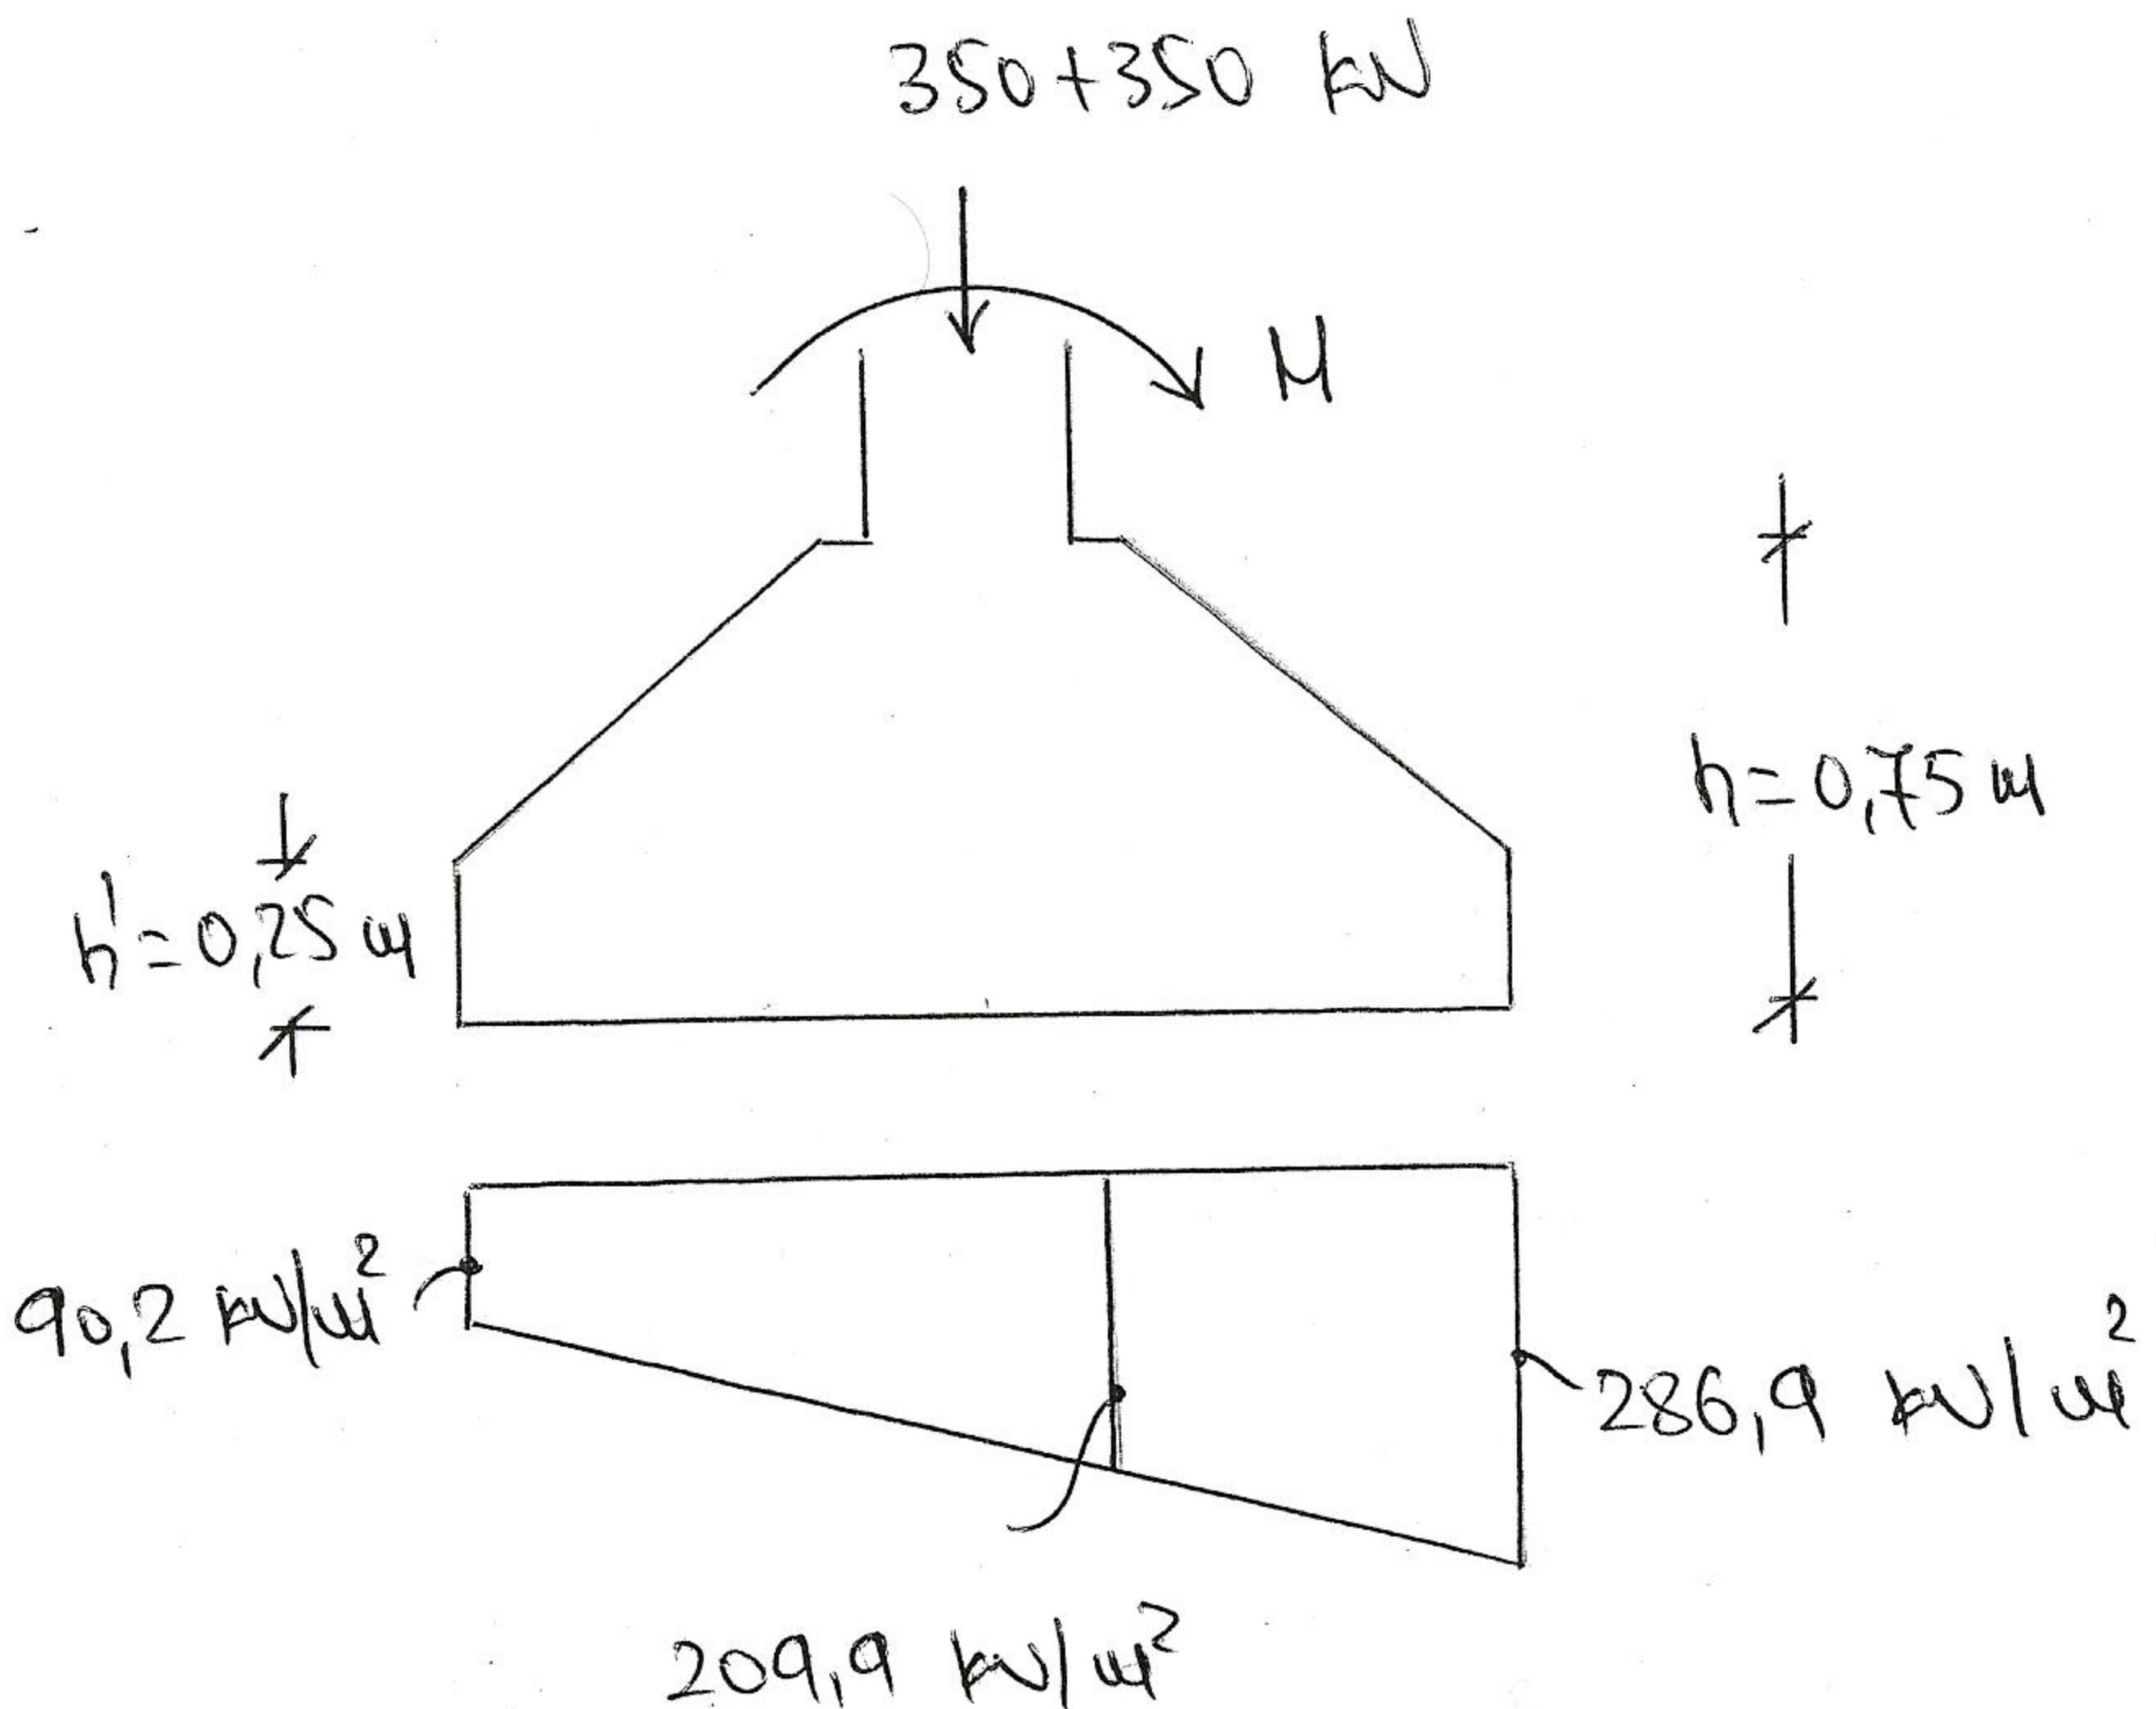 350+350 kN
M
h=0,75 m
h'=0,25 m
90,2 kN/m²
286,9 kN/m²
209,9 kN/m²